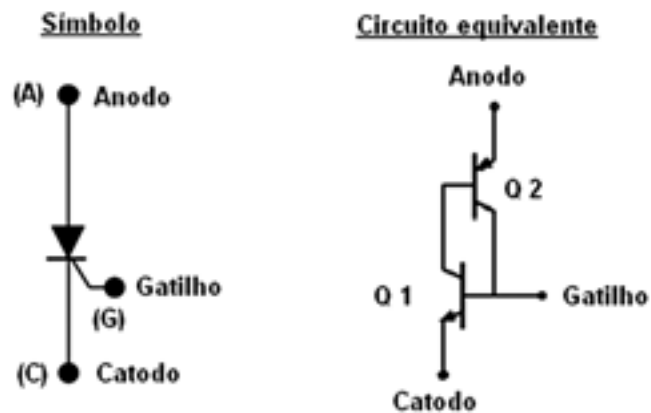 Símbolo
(A) Anodo
Gatilho
(G)
(C) Catodo
Circuito equivalente
Anodo
Q 2
Q 1
Gatilho
Catodo